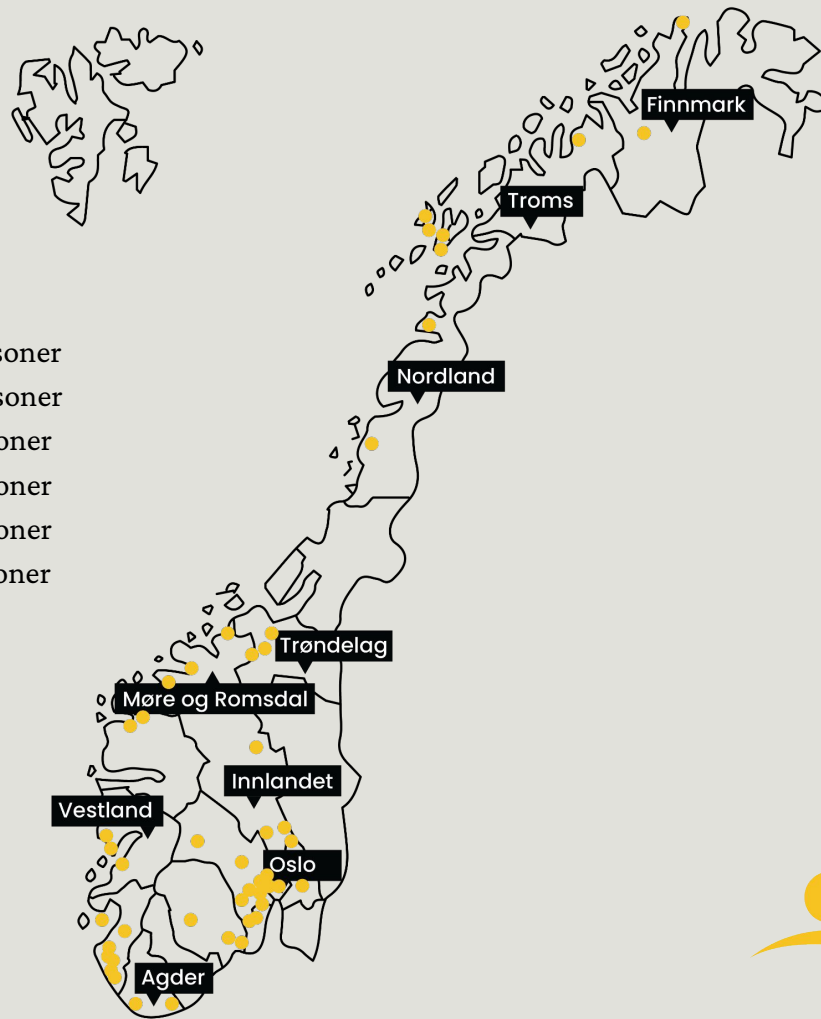 Finnmark
Troms
soner
Nordland
soner
oner
oner
oner
oner
Trøndelag
Møre og Romsdal
Innlandet
Vestland
Oslo
Agder